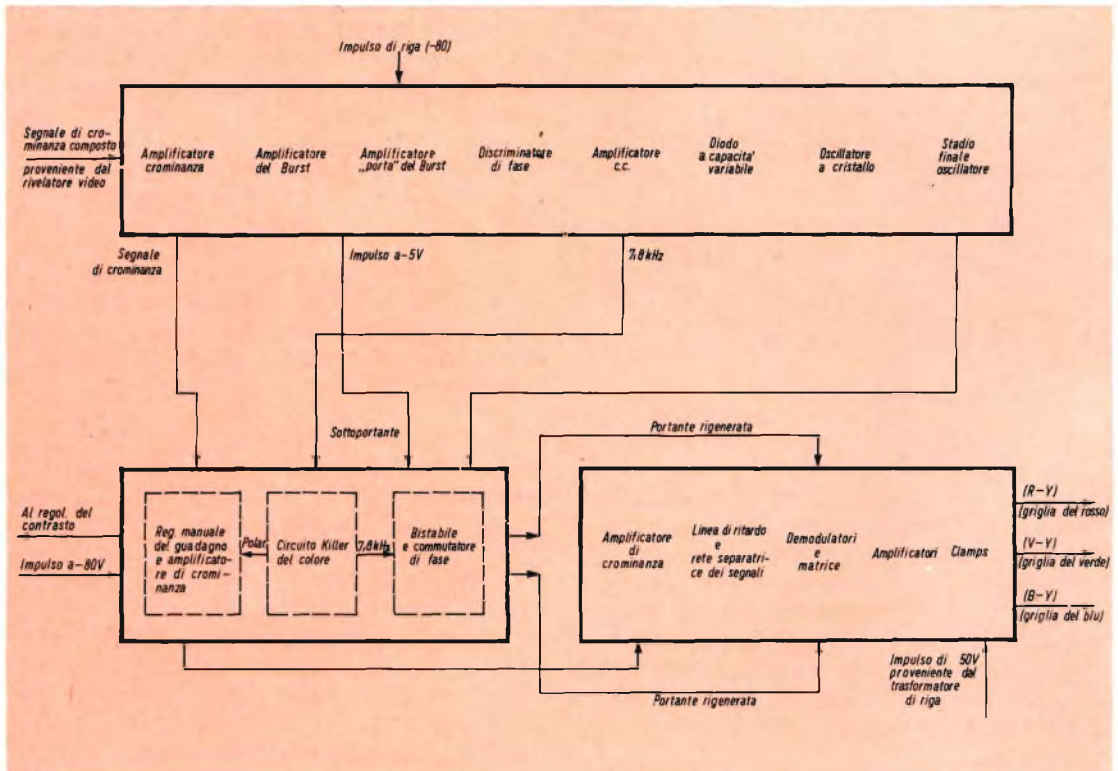 Impulso di riga (-80)
Segnale di cro-
minanza composto
proveniente dal
rivelatore video
Amplificatore
crominanza
Amplificatore
del Burst
Amplificatore
„porta" del Burst
Discriminatore
di fase
Amplificatore
c.c.
Diodo
a capacita'
variabile
Oscillatore
a cristallo
Stadio
finale
oscillatore
Segnale
di crominanza
Impulso a-5V
7,8 kHz
Sottoportante
Portante rigenerata
Al regol. del
contrasto
Impulso a-80V
Reg. manuale
del guadagno
e amplificato-
re di cromi-
nanza
Polar.
Circuito Killer
del colore
7,8 kHz
Bistabile
e commutatore
di fase
Amplificatore
di
crominanza
Linea di ritardo
e
rete separatrice
dei segnali
Demodulatori
e
matrice
Amplificatori
Clamps
(R-Y)
(griglia del rosso)
(V-Y)
(griglia del verde)
(B-Y)
(griglia del blu)
Impulso di 50V
proveniente dal
trasformatore
di riga
Portante rigenerata